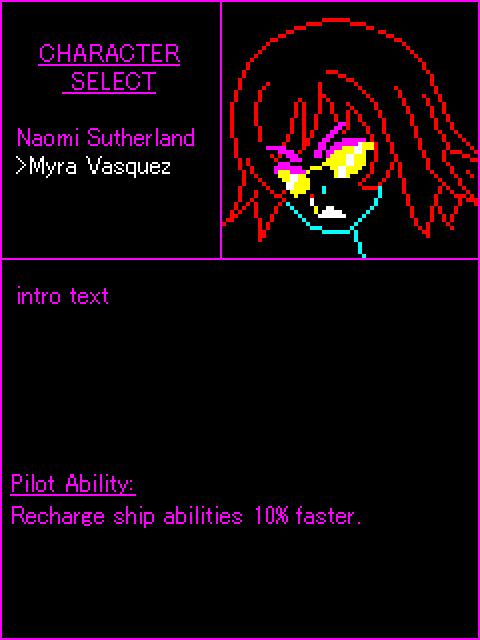 CHARACTER
SELECT
Naomi Sutherland
>Myra Vasquez
intro text
Pilot Ability:
Recharge ship abilities 10% faster.